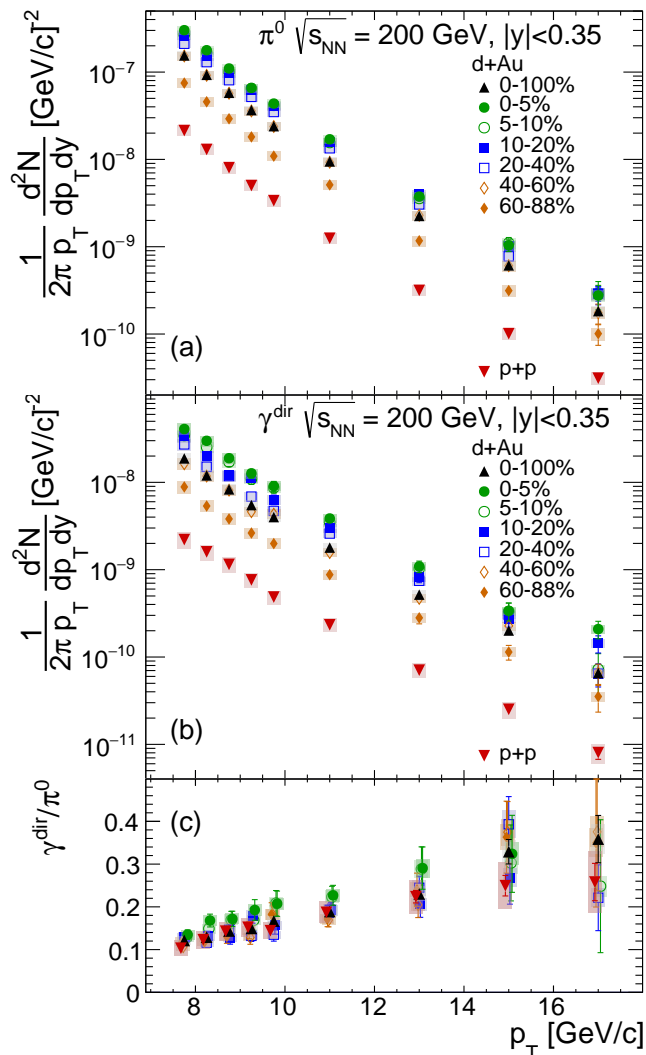 π⁰ √s_NN = 200 GeV, |y|<0.35
d+Au
0-100%
0-5%
5-10%
10-20%
20-40%
40-60%
60-88%
p+p
(a)
1/(2π p_T) d²N/(dp_T dy) [GeV/c]⁻²
10⁻⁷
10⁻⁸
10⁻⁹
10⁻¹⁰
γ^dir √s_NN = 200 GeV, |y|<0.35
d+Au
0-100%
0-5%
5-10%
10-20%
20-40%
40-60%
60-88%
p+p
(b)
1/(2π p_T) d²N/(dp_T dy) [GeV/c]⁻²
10⁻⁸
10⁻⁹
10⁻¹⁰
10⁻¹¹
(c)
γ^dir/π⁰
0.4
0.3
0.2
0.1
0
8 10 12 14 16
p_T [GeV/c]